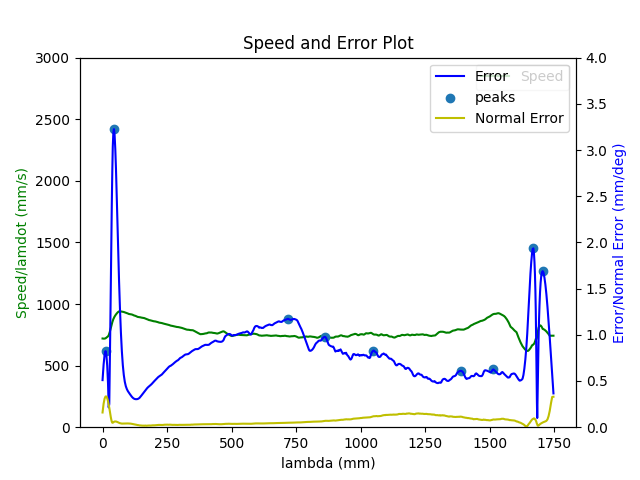 Speed and Error Plot
3000
2500
2000
1500
1000
500
0
Speed/lamdot (mm/s)
4.0
3.5
3.0
2.5
2.0
1.5
1.0
0.5
0.0
Error/Normal Error (mm/deg)
Error
Speed
peaks
Normal Error
0 250 500 750 1000 1250 1500 1750
lambda (mm)